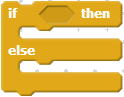 if then
else